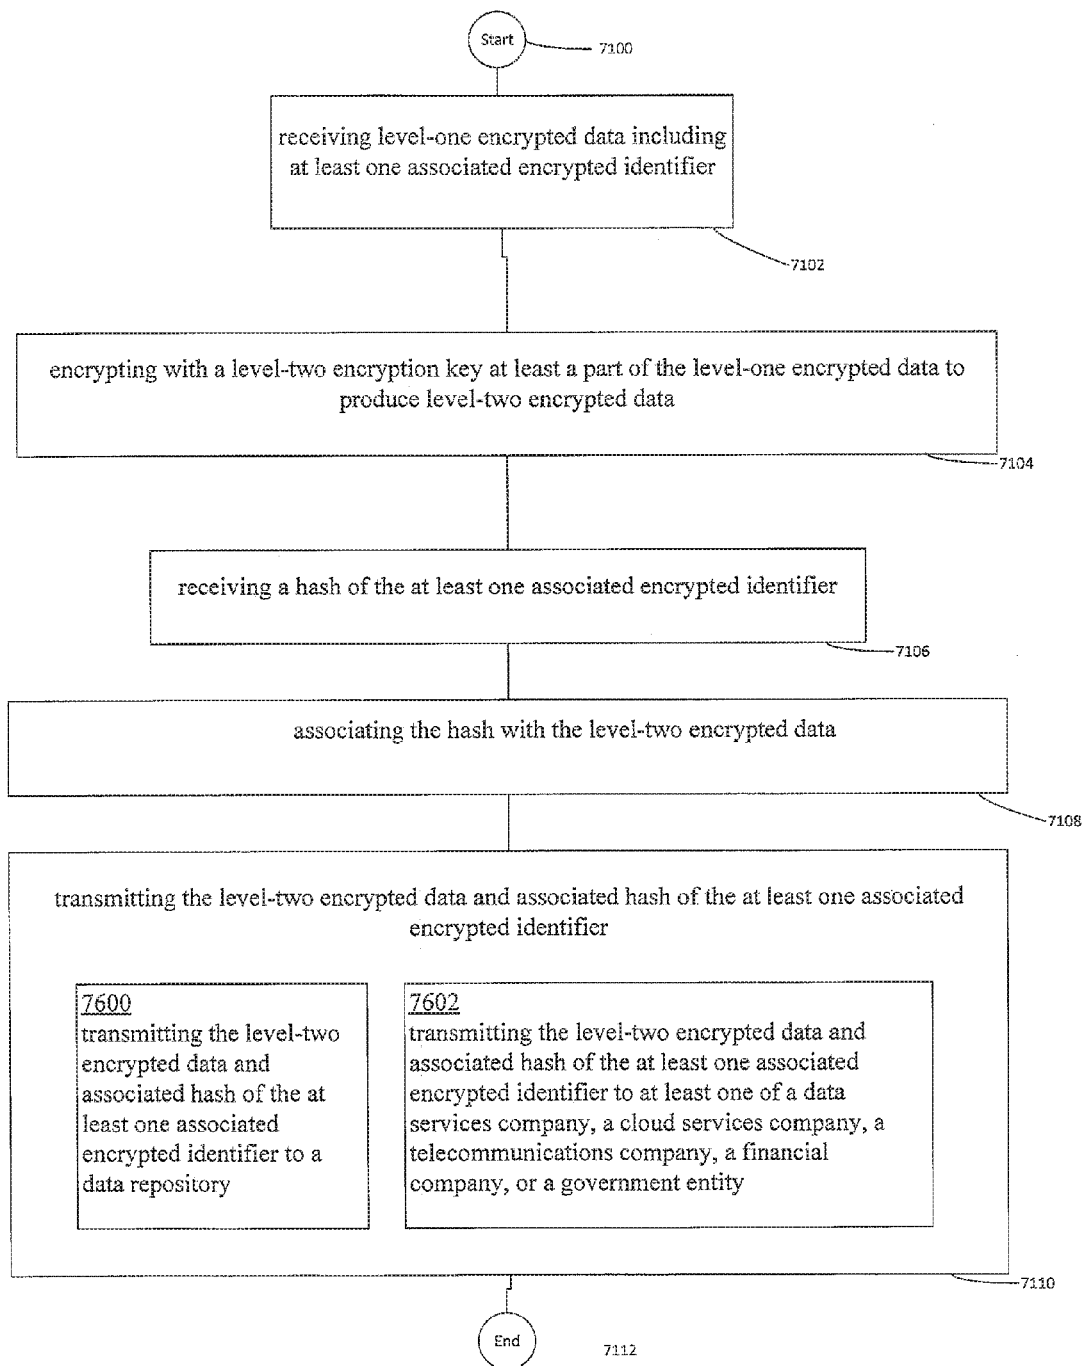 Start
7100
receiving level-one encrypted data including
at least one associated encrypted identifier
7102
encrypting with a level-two encryption key at least a part of the level-one encrypted data to
produce level-two encrypted data
7104
receiving a hash of the at least one associated encrypted identifier
7106
associating the hash with the level-two encrypted data
7108
transmitting the level-two encrypted data and associated hash of the at least one associated
encrypted identifier
7600
transmitting the level-two
encrypted data and
associated hash of the at
least one associated
encrypted identifier to a
data repository
7602
transmitting the level-two encrypted data and
associated hash of the at least one associated
encrypted identifier to at least one of a data
services company, a cloud services company, a
telecommunications company, a financial
company, or a government entity
7110
End
7112